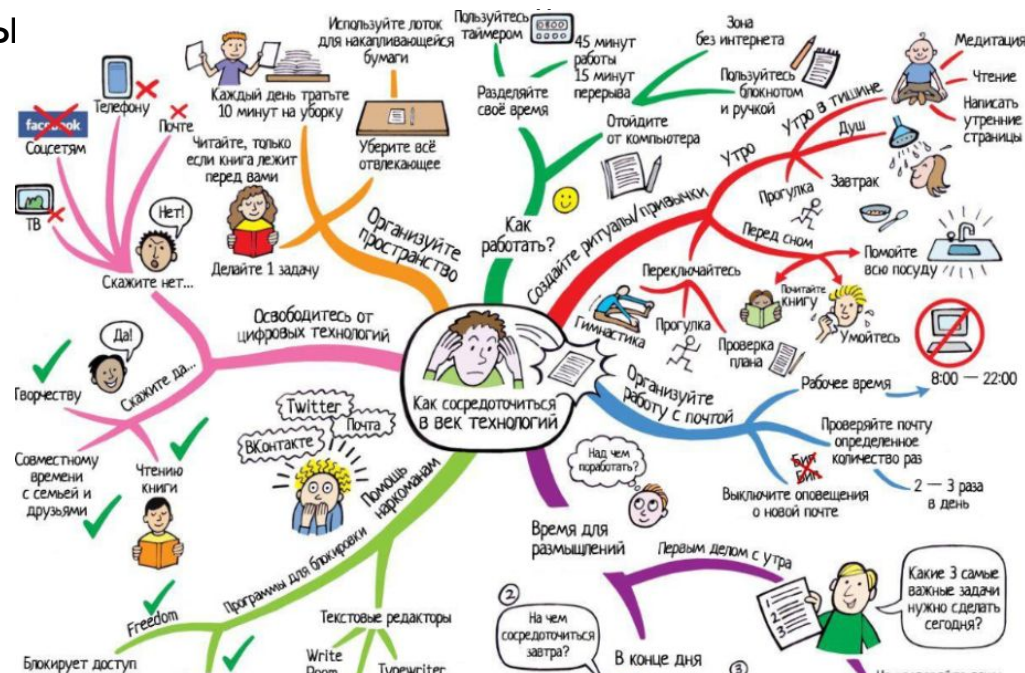 ы
Используйте лоток
для накапливающейся
бумаги
Каждый день тратьте
10 минут на уборку
Уберите всё
отвлекающее
Читайте, только
если книга лежит
перед вами
Делайте 1 задачу
Организуйте
пространство
Пользуйтесь
таймером
45 минут
работы
15 минут
перерыва
Разделяйте
своё время
Зона
без интернета
Пользуйтесь
блокнотом
и ручкой
Отойдите
от компьютера
Как
работать?
Создайте ритуалы/привычки
Утро
Утро в тишине
Медитация
Чтение
Написать
утренние
страницы
Душ
Завтрак
Прогулка
Перед сном
Помойте
всю посуду
Почитайте
книгу
Умойтесь
Переключайтесь
Гимнастика
Прогулка
Проверка
плана
Телефону
facebook
Соцсетям
Почте
ТВ
Нет!
Скажите нет...
Освободитесь от
цифровых технологий
Да!
Скажите да...
Творчеству
Совместному
времени
с семьей и
друзьями
Чтению
книги
Как сосредоточиться
в век технологий
Организуйте
работу с почтой
Рабочее время
8:00 — 22:00
Проверяйте почту
определенное
количество раз
2 — 3 раза
в день
Бип
Бип
Выключите оповещения
о новой почте
Twitter
Почта
ВКонтакте
Помощь
наркоманам
Программы для блокировки
Freedom
Блокирует доступ
Текстовые редакторы
Write
Room
Typewriter
Над чем
поработать?
Время для
размышлений
Первым делом с утра
1
2
3
Какие 3 самые
важные задачи
нужно сделать
сегодня?
2
На чем
сосредоточиться
завтра?
В конце дня
3